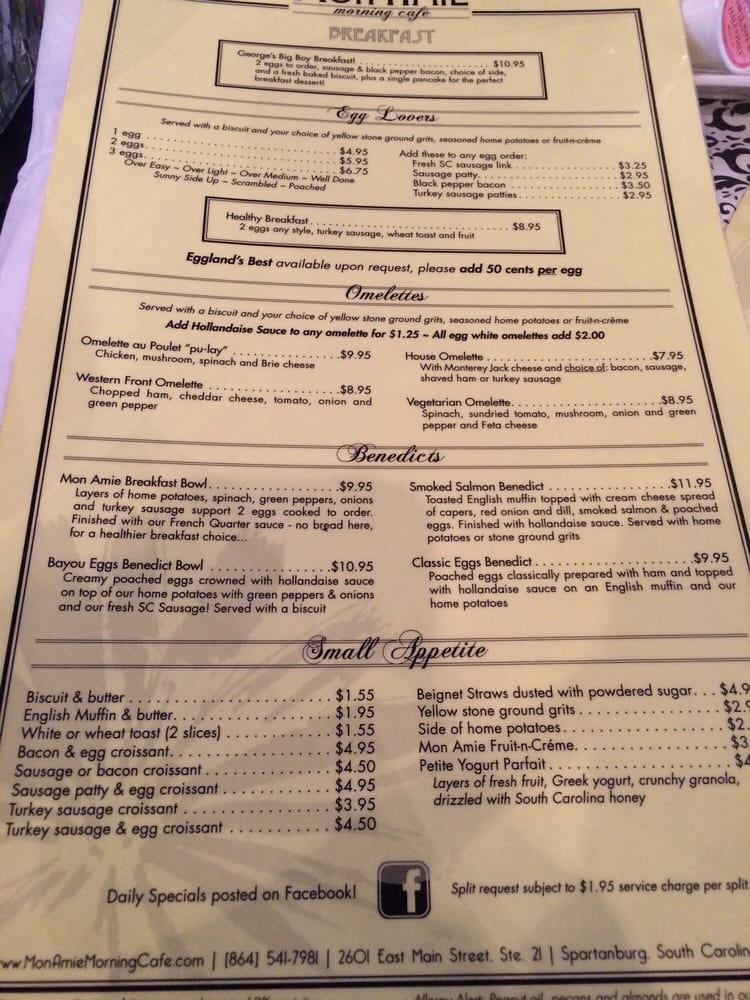 morning cafe
BREAKFAST
George's Big Boy Breakfast! . . . . . . . . . . . . . . . . . . . . . . . . $10.95
2 eggs to order, sausage & black pepper bacon, choice of side,
and a fresh baked biscuit, plus a single pancake for the perfect
breakfast dessert!
Egg Lovers
Served with a biscuit and your choice of yellow stone ground grits, seasoned home potatoes or fruit-n-crème
1 egg . . . . . . . . . . . . . . . . . . . . . $4.95
2 eggs. . . . . . . . . . . . . . . . . . . . . $5.95
3 eggs. . . . . . . . . . . . . . . . . . . . . $6.75
Over Easy ~ Over Light ~ Over Medium ~ Well Done
Sunny Side Up ~ Scrambled ~ Poached
Add these to any egg order:
Fresh SC sausage link . . . . . . . . . . . . . . $3.25
Sausage patty. . . . . . . . . . . . . . . . . . . $2.95
Black pepper bacon . . . . . . . . . . . . . . . $3.50
Turkey sausage patties. . . . . . . . . . . . . . $2.95
Healthy Breakfast . . . . . . . . . . . . . . . . . . . . . . $8.95
2 eggs any style, turkey sausage, wheat toast and fruit
Eggland's Best available upon request, please add 50 cents per egg
Omelettes
Served with a biscuit and your choice of yellow stone ground grits, seasoned home potatoes or fruit-n-crème
Add Hollandaise Sauce to any omelette for $1.25 ~ All egg white omelettes add $2.00
Omelette au Poulet "pu-lay" . . . . . . . . . . . . $9.95
Chicken, mushroom, spinach and Brie cheese
Western Front Omelette . . . . . . . . . . . . . . $8.95
Chopped ham, cheddar cheese, tomato, onion and
green pepper
House Omelette . . . . . . . . . . . . . . . . . . $7.95
With Monterey Jack cheese and choice of: bacon, sausage,
shaved ham or turkey sausage
Vegetarian Omelette. . . . . . . . . . . . . . . . $8.95
Spinach, sundried tomato, mushroom, onion and green
pepper and Feta cheese
Benedicts
Mon Amie Breakfast Bowl. . . . . . . . . . . . . $9.95
Layers of home potatoes, spinach, green peppers, onions
and turkey sausage support 2 eggs cooked to order.
Finished with our French Quarter sauce - no bread here,
for a healthier breakfast choice...
Bayou Eggs Benedict Bowl . . . . . . . . . . . . $10.95
Creamy poached eggs crowned with hollandaise sauce
on top of our home potatoes with green peppers & onions
and our fresh SC Sausage! Served with a biscuit
Smoked Salmon Benedict . . . . . . . . . . . . . $11.95
Toasted English muffin topped with cream cheese spread
of capers, red onion and dill, smoked salmon & poached
eggs. Finished with hollandaise sauce. Served with home
potatoes or stone ground grits
Classic Eggs Benedict . . . . . . . . . . . . . . . $9.95
Poached eggs classically prepared with ham and topped
with hollandaise sauce on an English muffin and our
home potatoes
Small Appetite
Biscuit & butter . . . . . . . . . . . . . . . . . . . $1.55
English Muffin & butter. . . . . . . . . . . . . . $1.95
White or wheat toast (2 slices) . . . . . . . . . $1.55
Bacon & egg croissant. . . . . . . . . . . . . . . $4.95
Sausage or bacon croissant . . . . . . . . . . . $4.50
Sausage patty & egg croissant . . . . . . . . . $4.95
Turkey sausage croissant . . . . . . . . . . . . . $3.95
Turkey sausage & egg croissant . . . . . . . . $4.50
Beignet Straws dusted with powdered sugar. . . $4.9
Yellow stone ground grits . . . . . . . . . . . . . $2.9
Side of home potatoes. . . . . . . . . . . . . . . $2.
Mon Amie Fruit-n-Créme. . . . . . . . . . . . . . $3
Petite Yogurt Parfait . . . . . . . . . . . . . . . . $4
Layers of fresh fruit, Greek yogurt, crunchy granola,
drizzled with South Carolina honey
Daily Specials posted on Facebook!
f
Split request subject to $1.95 service charge per split.
www.MonAmieMorningCafe.com | [864] 541-7981 | 2601 East Main Street, Ste. 21 | Spartanburg, South Carolin
Allergy Alert: Peanut oil, pecans and almonds are used in ou